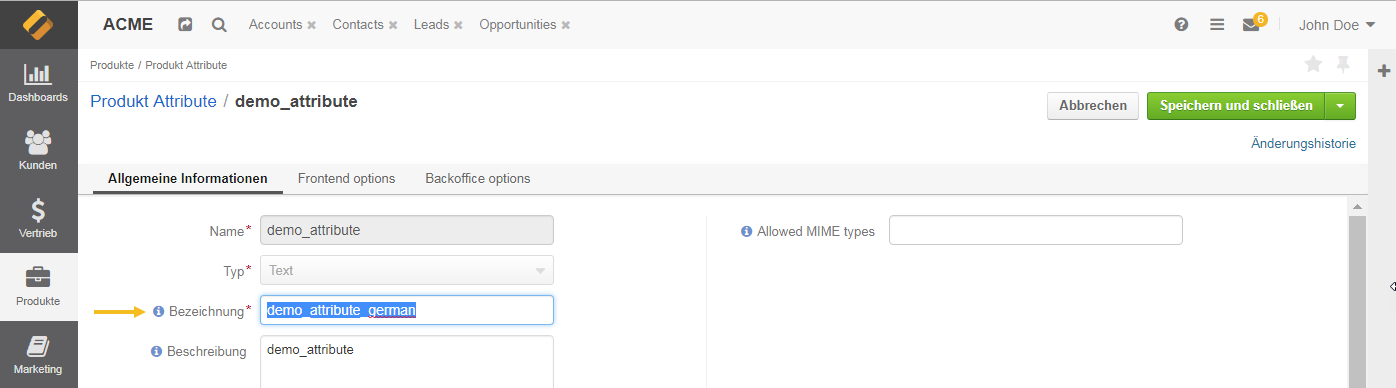 ACME Accounts × Contacts × Leads × Opportunities × 6 John Doe
Produkte / Produkt Attribute
Produkt Attribute / demo_attribute
Abbrechen Speichern und schließen
Änderungshistorie
Dashboards
Kunden
Vertrieb
Produkte
Marketing
Allgemeine Informationen Frontend options Backoffice options
Name* demo_attribute
Allowed MIME types
Typ* Text
Bezeichnung* demo_attribute_german
Beschreibung demo_attribute